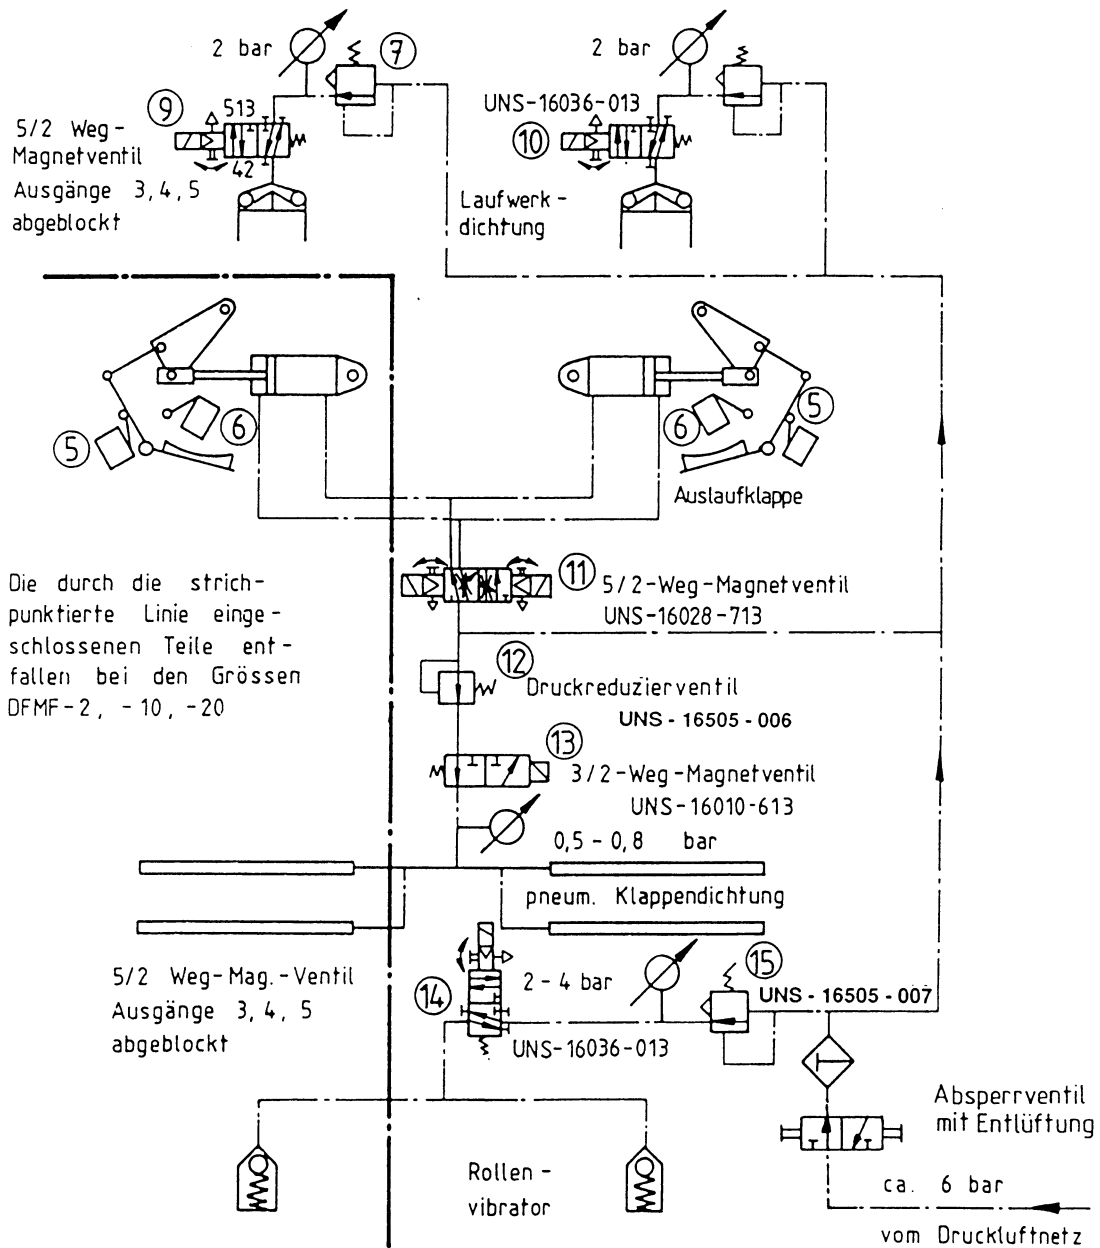 2 bar
7
2 bar
9
513
UNS-16036-013
5/2 Weg-
Magnetventil
Ausgänge 3,4,5
abgeblockt
42
10
Laufwerk-
dichtung
5
6
6
5
Auslaufklappe
11
5/2-Weg-Magnetventil
UNS-16028-713
Die durch die strich-
punktierte Linie einge-
schlossenen Teile ent-
fallen bei den Grössen
DFMF-2, -10, -20
12
Druckreduzierventil
UNS - 16505 - 006
13
3/2-Weg-Magnetventil
UNS-16010-613
0,5 - 0,8 bar
pneum. Klappendichtung
5/2 Weg-Mag.-Ventil
Ausgänge 3, 4, 5
abgeblockt
14
2 - 4 bar
15
UNS - 16505 - 007
UNS-16036-013
Absperrventil
mit Entlüftung
Rollen-
vibrator
ca. 6 bar
vom Druckluftnetz